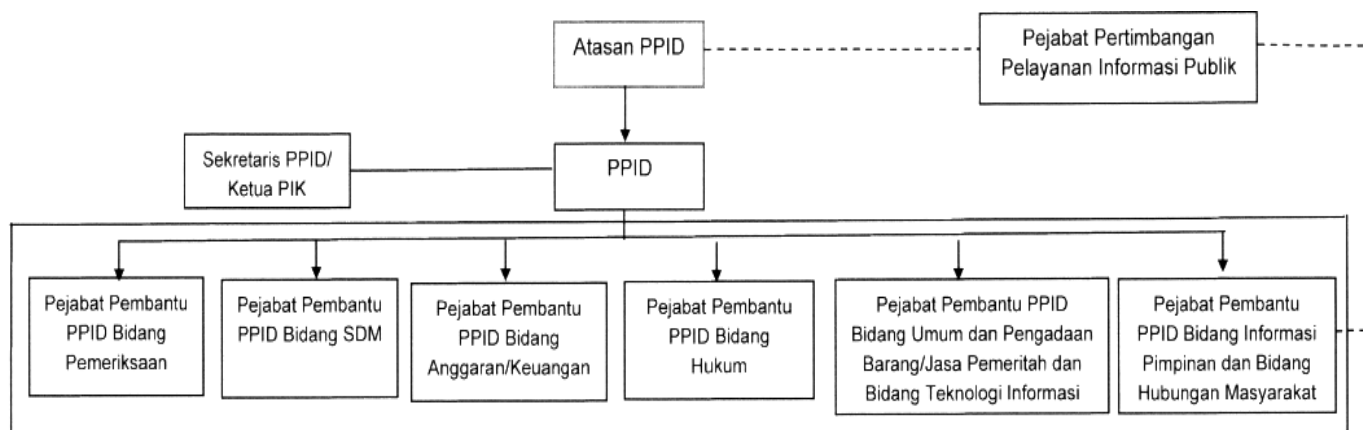 Atasan PPID
Pejabat Pertimbangan
Pelayanan Informasi Publik
Sekretaris PPID/
Ketua PIK
PPID
Pejabat Pembantu
PPID Bidang
Pemeriksaan
Pejabat Pembantu
PPID Bidang SDM
Pejabat Pembantu
PPID Bidang
Anggaran/Keuangan
Pejabat Pembantu
PPID Bidang
Hukum
Pejabat Pembantu PPID
Bidang Umum dan Pengadaan
Barang/Jasa Pemeritah dan
Bidang Teknologi Informasi
Pejabat Pembantu
PPID Bidang Informasi
Pimpinan dan Bidang
Hubungan Masyarakat